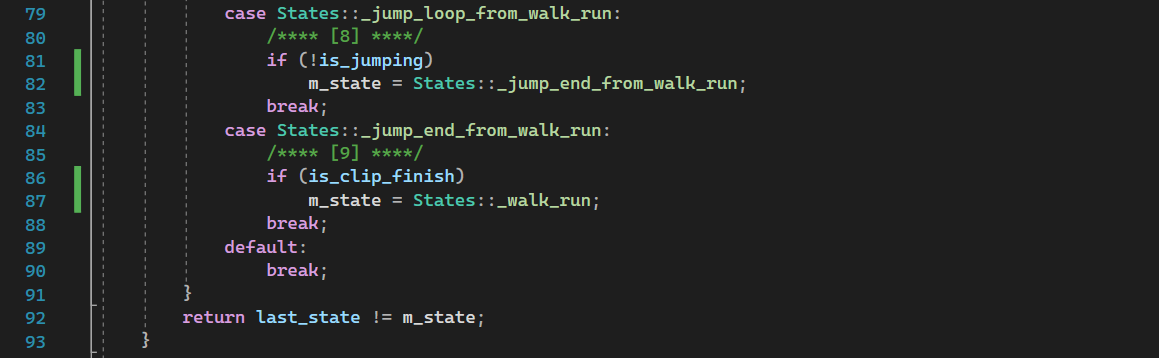 79 case States::_jump_loop_from_walk_run:
80 /**** [8] ****/
81 if (!is_jumping)
82 m_state = States::_jump_end_from_walk_run;
83 break;
84 case States::_jump_end_from_walk_run:
85 /**** [9] ****/
86 if (is_clip_finish)
87 m_state = States::_walk_run;
88 break;
89 default:
90 break;
91 }
92 return last_state != m_state;
93 }